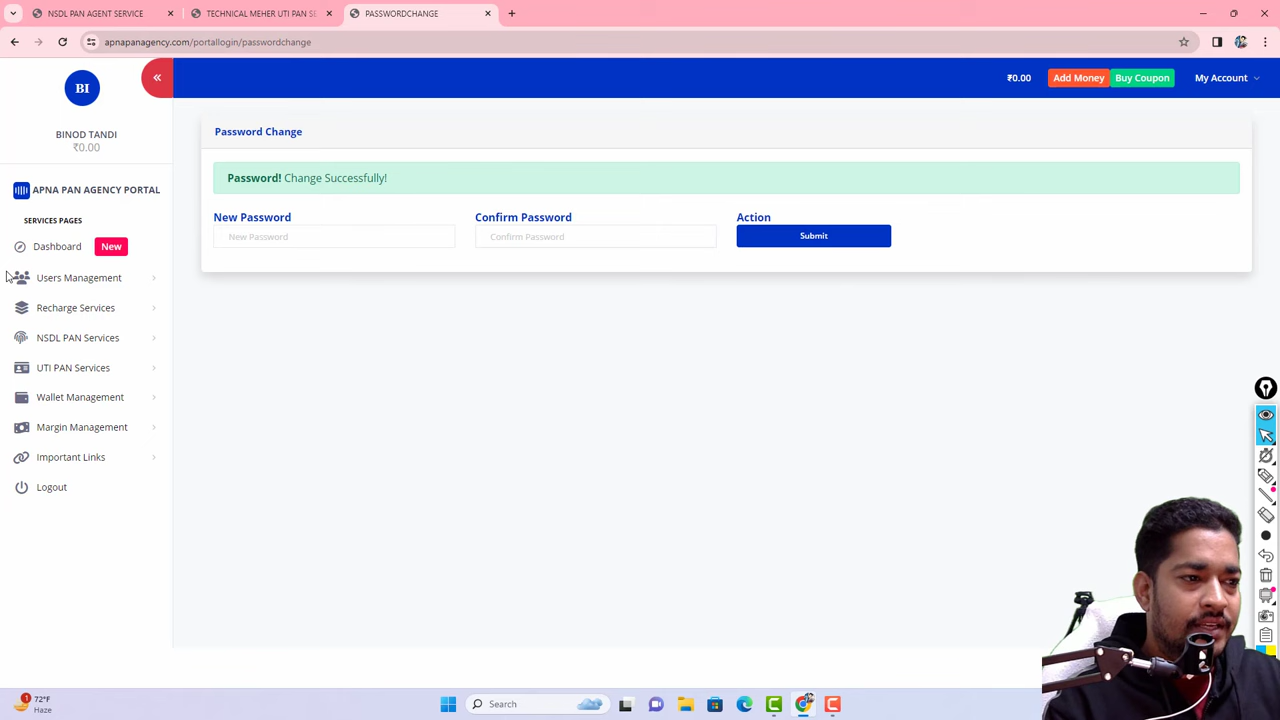 NSDL PAN AGENT SERVICE
TECHNICAL MEHER UTI PAN SE
PASSWORDCHANGE
apnapanagency.com/portallogin/passwordchange
BI
BINOD TANDI
₹0.00
APNA PAN AGENCY PORTAL
SERVICES PAGES
Dashboard New
Users Management
Recharge Services
NSDL PAN Services
UTI PAN Services
Wallet Management
Margin Management
Important Links
Logout
₹0.00 Add Money Buy Coupon My Account
Password Change
Password! Change Successfully!
New Password Confirm Password Action
New Password Confirm Password Submit
1 72°F
Haze
Search